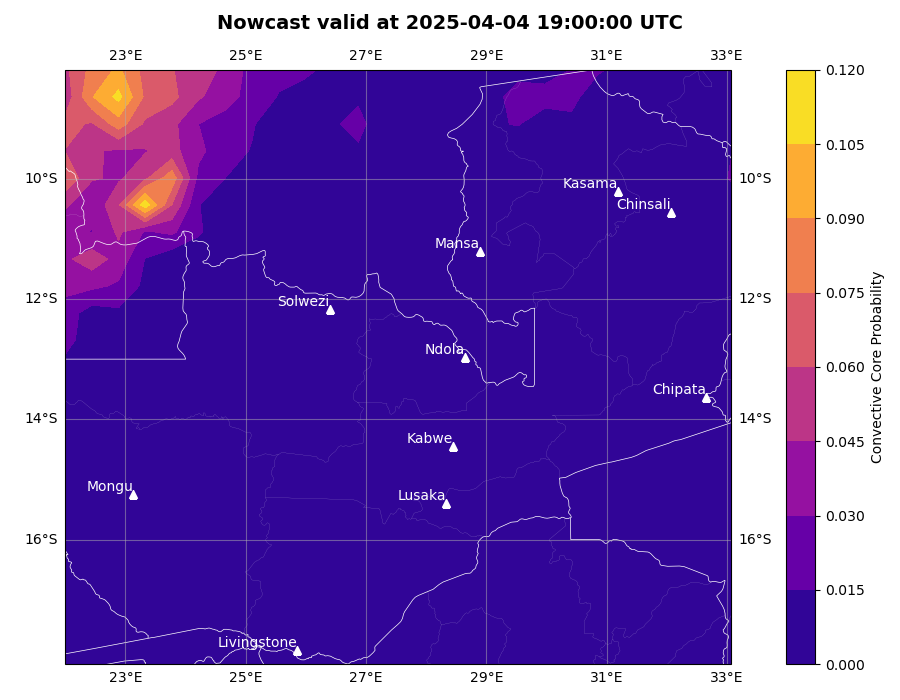 Nowcast valid at 2025-04-04 19:00:00 UTC
23°E 25°E 27°E 29°E 31°E 33°E
0.120
0.105
10°S 10°S
Kasama
Chinsali
0.090
Mansa
0.075
12°S 12°S
Solwezi
Ndola
0.060
Chipata
14°S 14°S
Kabwe
0.045
Mongu
Lusaka
0.030
16°S 16°S
0.015
Livingstone
0.000
23°E 25°E 27°E 29°E 31°E 33°E
Convective Core Probability